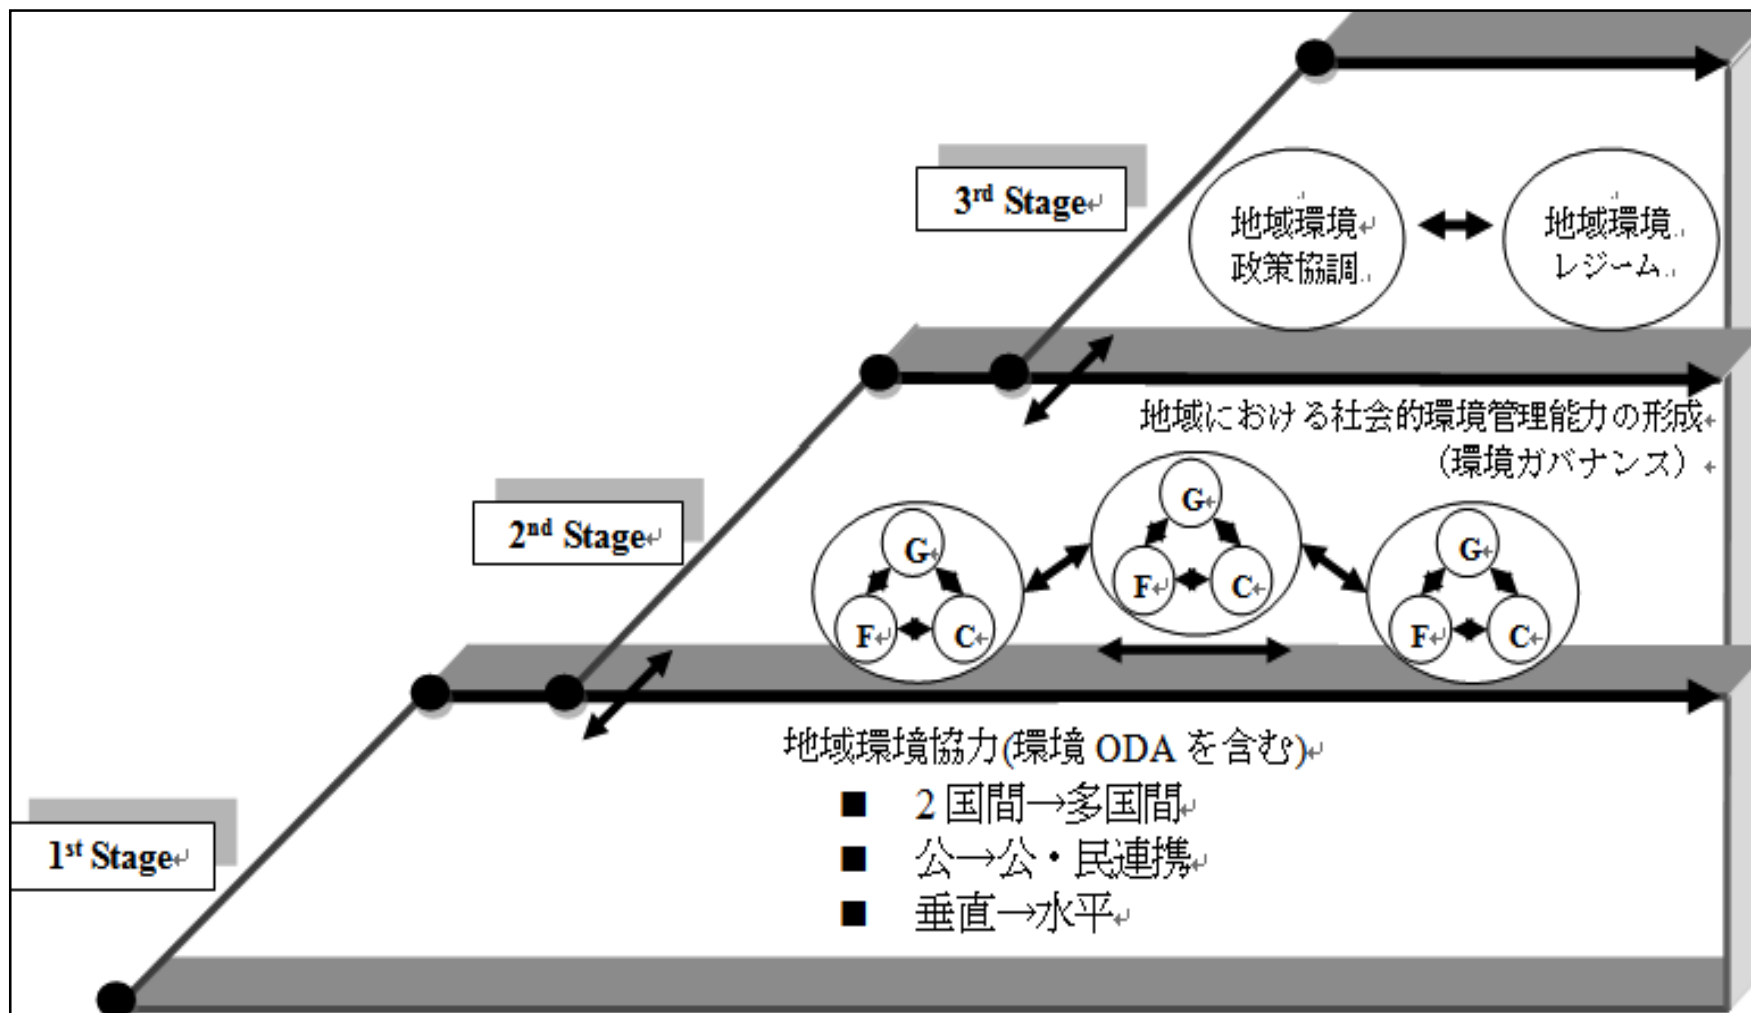 3rd Stage
地域環境
政策協調
地域環境
レジーム
地域における社会的環境管理能力の形成
（環境ガバナンス）
2nd Stage
G
F
C
G
F
C
G
F
C
地域環境協力(環境 ODA を含む)
■ 2 国間→多国間
■ 公→公・民連携
■ 垂直→水平
1st Stage